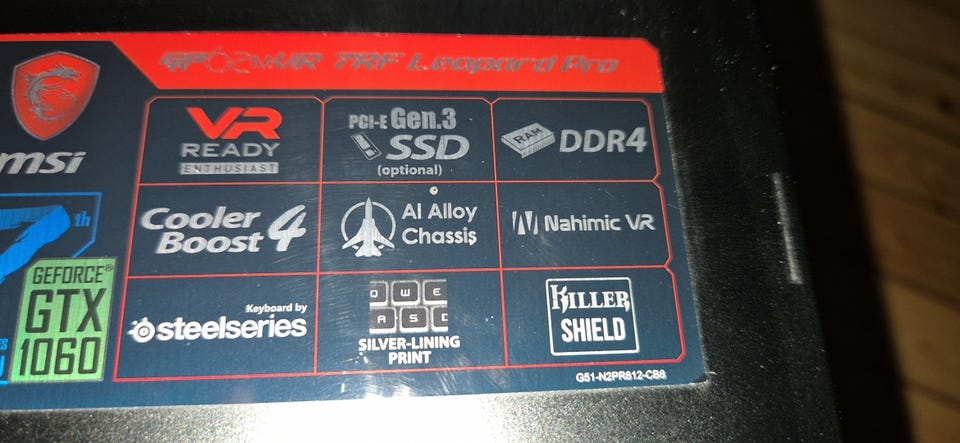 GP62MVR 7RF Leopard Pro
msi
VR
READY
ENTHUSIAST
PCI-E Gen.3
SSD
(optional)
RAM
DDR4
7th
Cooler
Boost 4
Al Alloy
Chassis
Nahimic VR
GEFORCE®
GTX
1060
Keyboard by
steelseries
Q W E
A S D
SILVER-LINING
PRINT
KILLER
SHIELD
G51-N2PR812-CB8